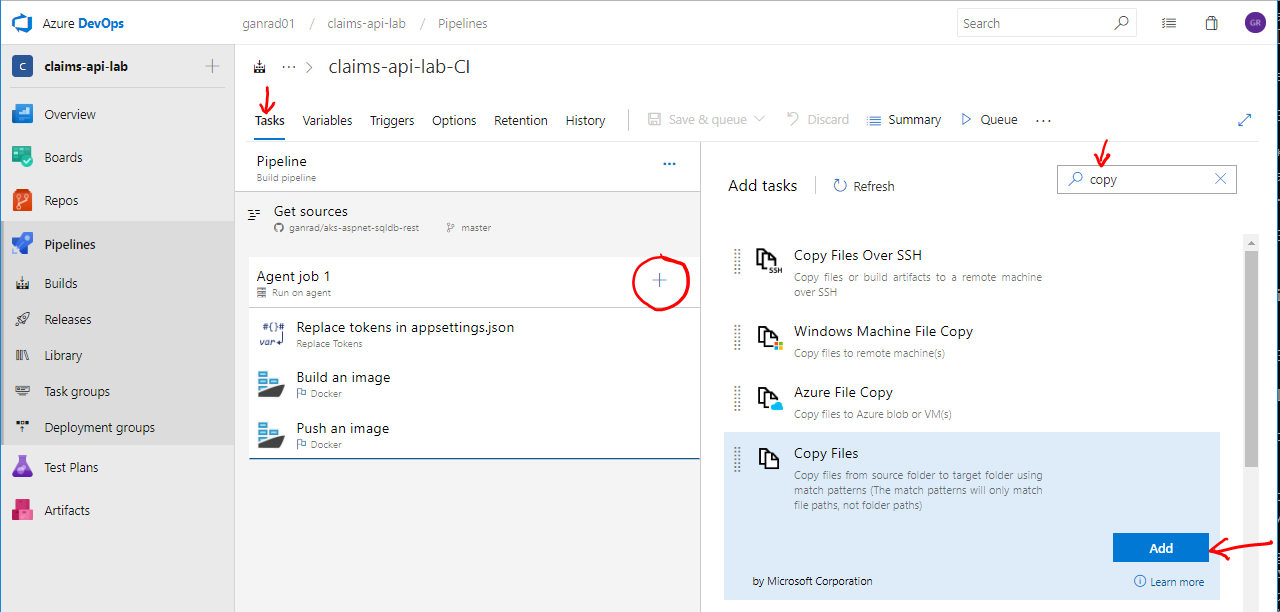 Azure DevOps
ganrad01 / claims-api-lab / Pipelines
Search
GR
C claims-api-lab
Overview
Boards
Repos
Pipelines
Builds
Releases
Library
Task groups
Deployment groups
Test Plans
Artifacts
... > claims-api-lab-CI
Tasks Variables Triggers Options Retention History Save & queue Discard Summary Queue ...
Pipeline ...
Build pipeline
Get sources
ganrad/aks-aspnet-sqldb-rest master
Agent job 1
Run on agent
#{}#
var
Replace tokens in appsettings.json
Replace Tokens
Build an image
Docker
Push an image
Docker
Add tasks Refresh copy
SSH
Copy Files Over SSH
Copy files or build artifacts to a remote machine
over SSH
Windows Machine File Copy
Copy files to remote machine(s)
Azure File Copy
Copy files to Azure blob or VM(s)
Copy Files
Copy files from source folder to target folder using
match patterns (The match patterns will only match
file paths, not folder paths)
Add
by Microsoft Corporation Learn more